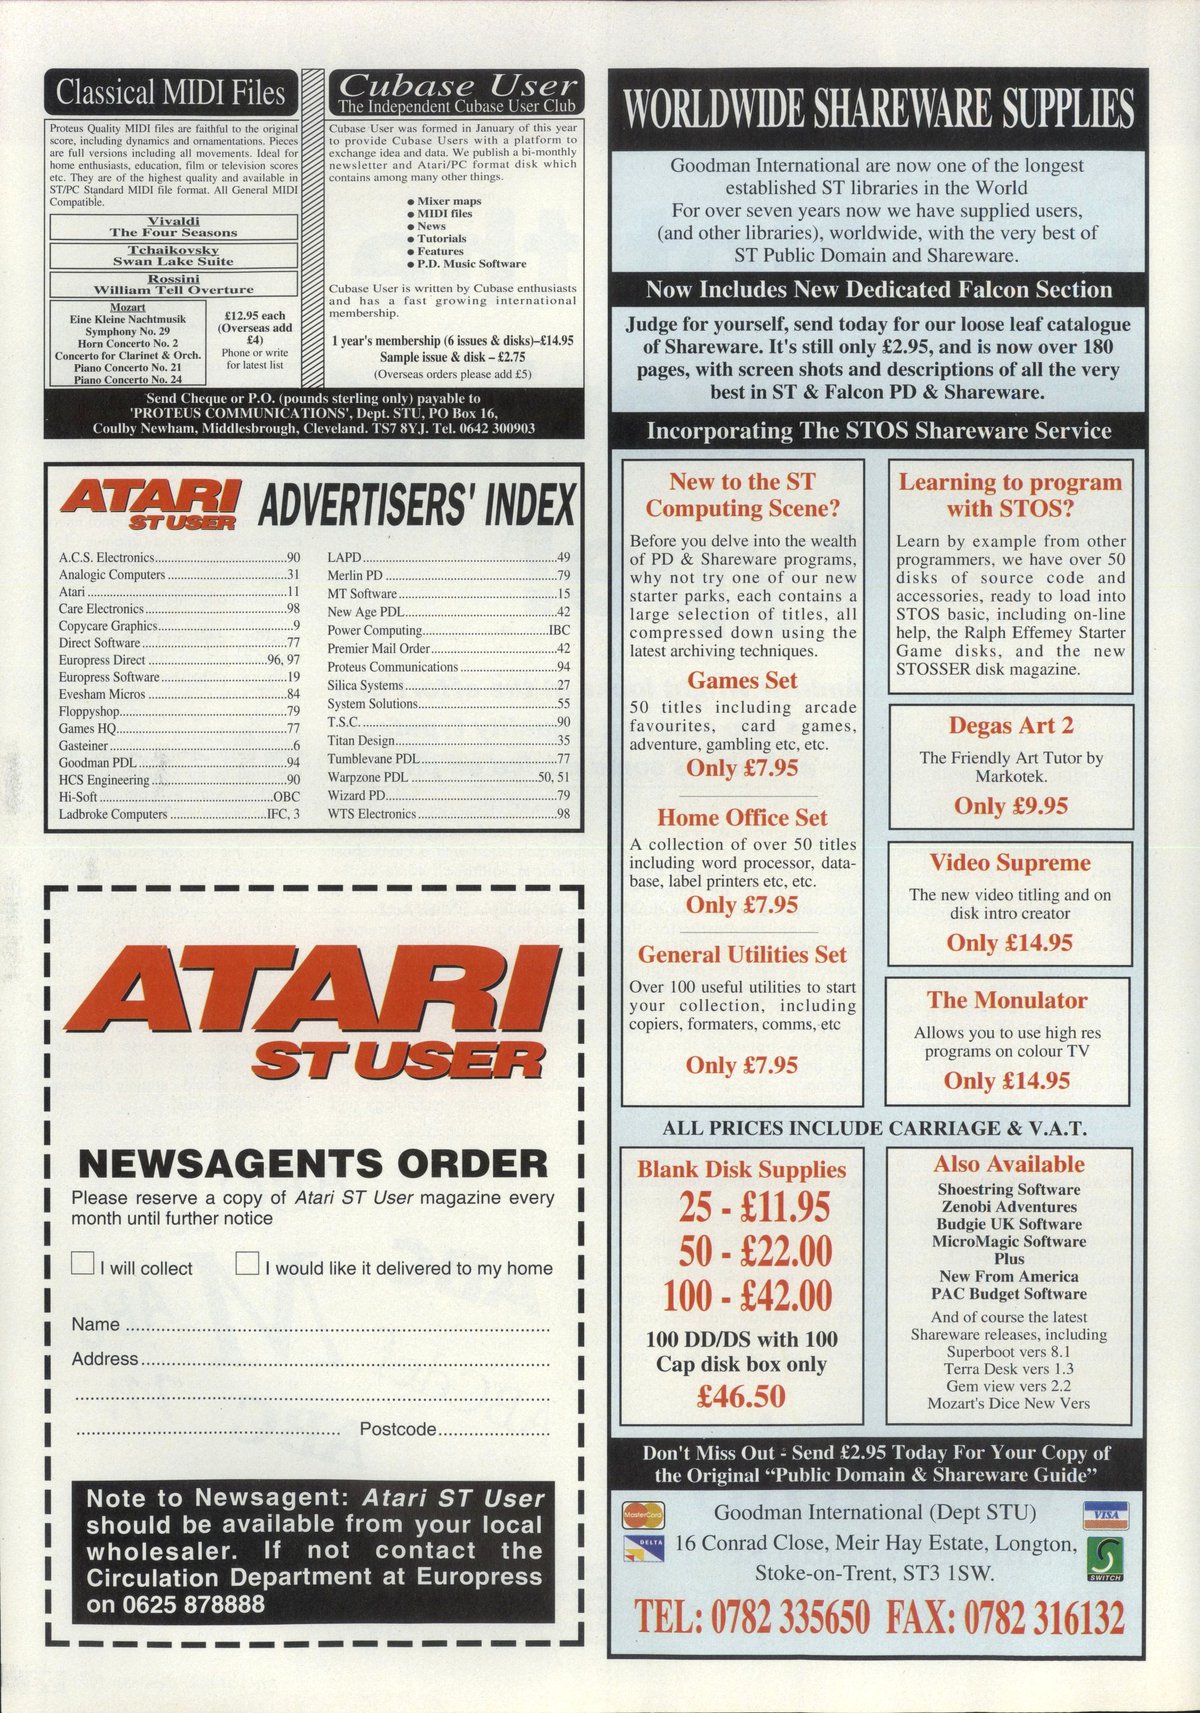 Classical MIDI Files
Proteus Quality MIDI files are faithful to the original
score, including dynamics and ornamentations. Pieces
are full versions including all movements. Ideal for
home enthusiasts, education, film or television scores
etc. They are of the highest quality and available in
ST/PC Standard MIDI file format. All General MIDI
Compatible.
Vivaldi
The Four Seasons
Tchaikovsky
Swan Lake Suite
Rossini
William Tell Overture
Mozart
Eine Kleine Nachtmusik
Symphony No. 29
Horn Concerto No. 2
Concerto for Clarinet & Orch.
Piano Concerto No. 21
Piano Concerto No. 24
£12.95 each
(Overseas add
£4)
Phone or write
for latest list
Cubase User
The Independent Cubase User Club
Cubase User was formed in January of this year
to provide Cubase Users with a platform to
exchange idea and data. We publish a bi-monthly
newsletter and Atari/PC format disk which
contains among many other things.
● Mixer maps
● MIDI files
● News
● Tutorials
● Features
● P.D. Music Software
Cubase User is written by Cubase enthusiasts
and has a fast growing international
membership.
1 year's membership (6 issues & disks)–£14.95
Sample issue & disk – £2.75
(Overseas orders please add £5)
Send Cheque or P.O. (pounds sterling only) payable to
'PROTEUS COMMUNICATIONS', Dept. STU, PO Box 16,
Coulby Newham, Middlesbrough, Cleveland. TS7 8YJ. Tel. 0642 300903
ATARI
ST USER
ADVERTISERS' INDEX
A.C.S. Electronics....................................90
Analogic Computers................................31
Atari........................................................11
Care Electronics......................................98
Copycare Graphics....................................9
Direct Software.......................................77
Europress Direct................................96, 97
Europress Software..................................19
Evesham Micros......................................84
Floppyshop.............................................79
Games HQ..............................................77
Gasteiner..................................................6
Goodman PDL........................................94
HCS Engineering.....................................90
Hi-Soft................................................OBC
Ladbroke Computers..........................IFC, 3
LAPD.....................................................49
Merlin PD...............................................79
MT Software...........................................15
New Age PDL.........................................42
Power Computing.................................IBC
Premier Mail Order..................................42
Proteus Communications.........................94
Silica Systems.........................................27
System Solutions.....................................55
T.S.C......................................................90
Titan Design...........................................35
Tumblevane PDL.....................................77
Warpzone PDL...................................50, 51
Wizard PD..............................................79
WTS Electronics......................................98
ATARI
ST USER
NEWSAGENTS ORDER
Please reserve a copy of Atari ST User magazine every
month until further notice
I will collect I would like it delivered to my home
Name ........................................................................
Address......................................................................
..................................................................................
.............................................. Postcode...................
Note to Newsagent: Atari ST User
should be available from your local
wholesaler. If not contact the
Circulation Department at Europress
on 0625 878888
WORLDWIDE SHAREWARE SUPPLIES
Goodman International are now one of the longest
established ST libraries in the World
For over seven years now we have supplied users,
(and other libraries), worldwide, with the very best of
ST Public Domain and Shareware.
Now Includes New Dedicated Falcon Section
Judge for yourself, send today for our loose leaf catalogue
of Shareware. It's still only £2.95, and is now over 180
pages, with screen shots and descriptions of all the very
best in ST & Falcon PD & Shareware.
Incorporating The STOS Shareware Service
New to the ST
Computing Scene?
Before you delve into the wealth
of PD & Shareware programs,
why not try one of our new
starter parks, each contains a
large selection of titles, all
compressed down using the
latest archiving techniques.
Games Set
50 titles including arcade
favourites, card games,
adventure, gambling etc, etc.
Only £7.95
Home Office Set
A collection of over 50 titles
including word processor, data-
base, label printers etc, etc.
Only £7.95
General Utilities Set
Over 100 useful utilities to start
your collection, including
copiers, formaters, comms, etc
Only £7.95
Learning to program
with STOS?
Learn by example from other
programmers, we have over 50
disks of source code and
accessories, ready to load into
STOS basic, including on-line
help, the Ralph Effemey Starter
Game disks, and the new
STOSSER disk magazine.
Degas Art 2
The Friendly Art Tutor by
Markotek.
Only £9.95
Video Supreme
The new video titling and on
disk intro creator
Only £14.95
The Monulator
Allows you to use high res
programs on colour TV
Only £14.95
ALL PRICES INCLUDE CARRIAGE & V.A.T.
Blank Disk Supplies
25 - £11.95
50 - £22.00
100 - £42.00
100 DD/DS with 100
Cap disk box only
£46.50
Also Available
Shoestring Software
Zenobi Adventures
Budgie UK Software
MicroMagic Software
Plus
New From America
PAC Budget Software
And of course the latest
Shareware releases, including
Superboot vers 8.1
Terra Desk vers 1.3
Gem view vers 2.2
Mozart's Dice New Vers
Don't Miss Out - Send £2.95 Today For Your Copy of
the Original “Public Domain & Shareware Guide”
MasterCard
DELTA
VISA
SWITCH
Goodman International (Dept STU)
16 Conrad Close, Meir Hay Estate, Longton,
Stoke-on-Trent, ST3 1SW.
TEL: 0782 335650 FAX: 0782 316132